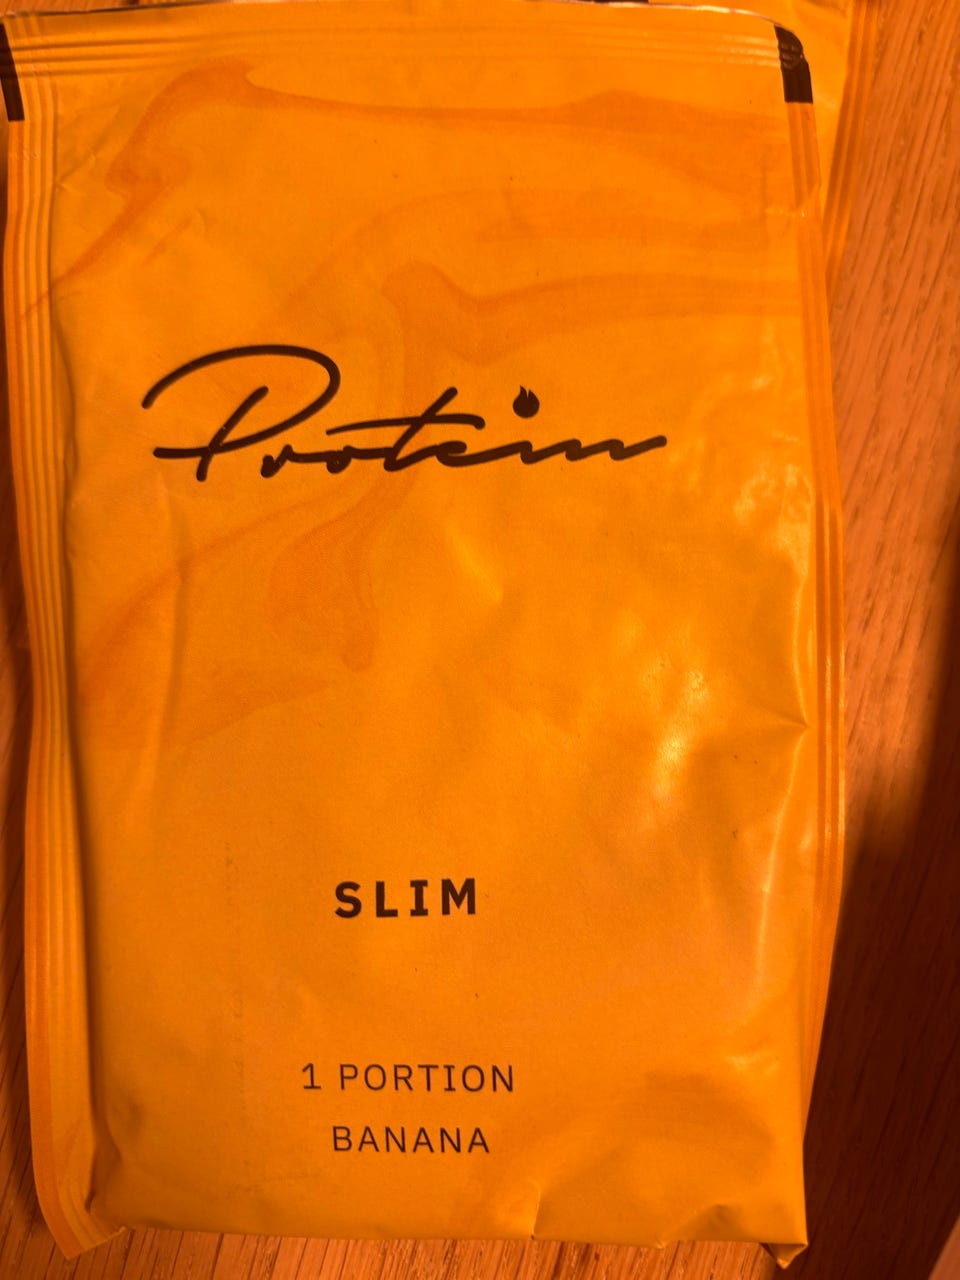 Protein
SLIM
1 PORTION
BANANA